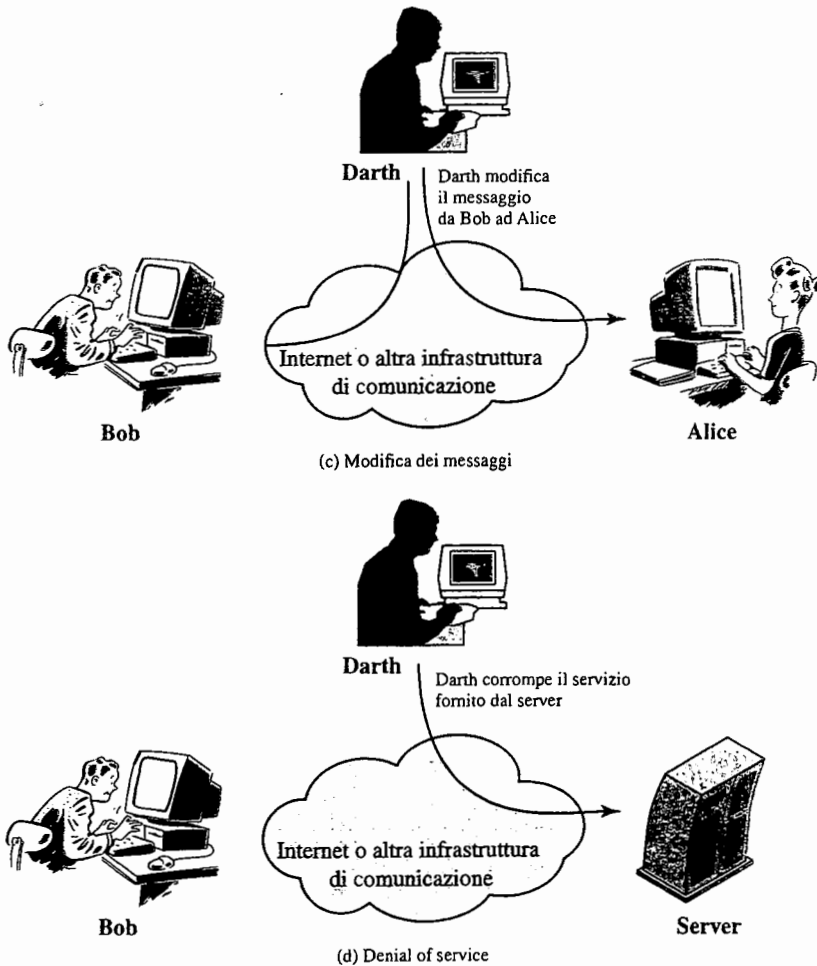 Darth
Darth modifica
il messaggio
da Bob ad Alice
Internet o altra infrastruttura
di comunicazione
Bob
Alice
(c) Modifica dei messaggi
Darth
Darth corrompe il servizio
fornito dal server
Internet o altra infrastruttura
di comunicazione
Bob
Server
(d) Denial of service